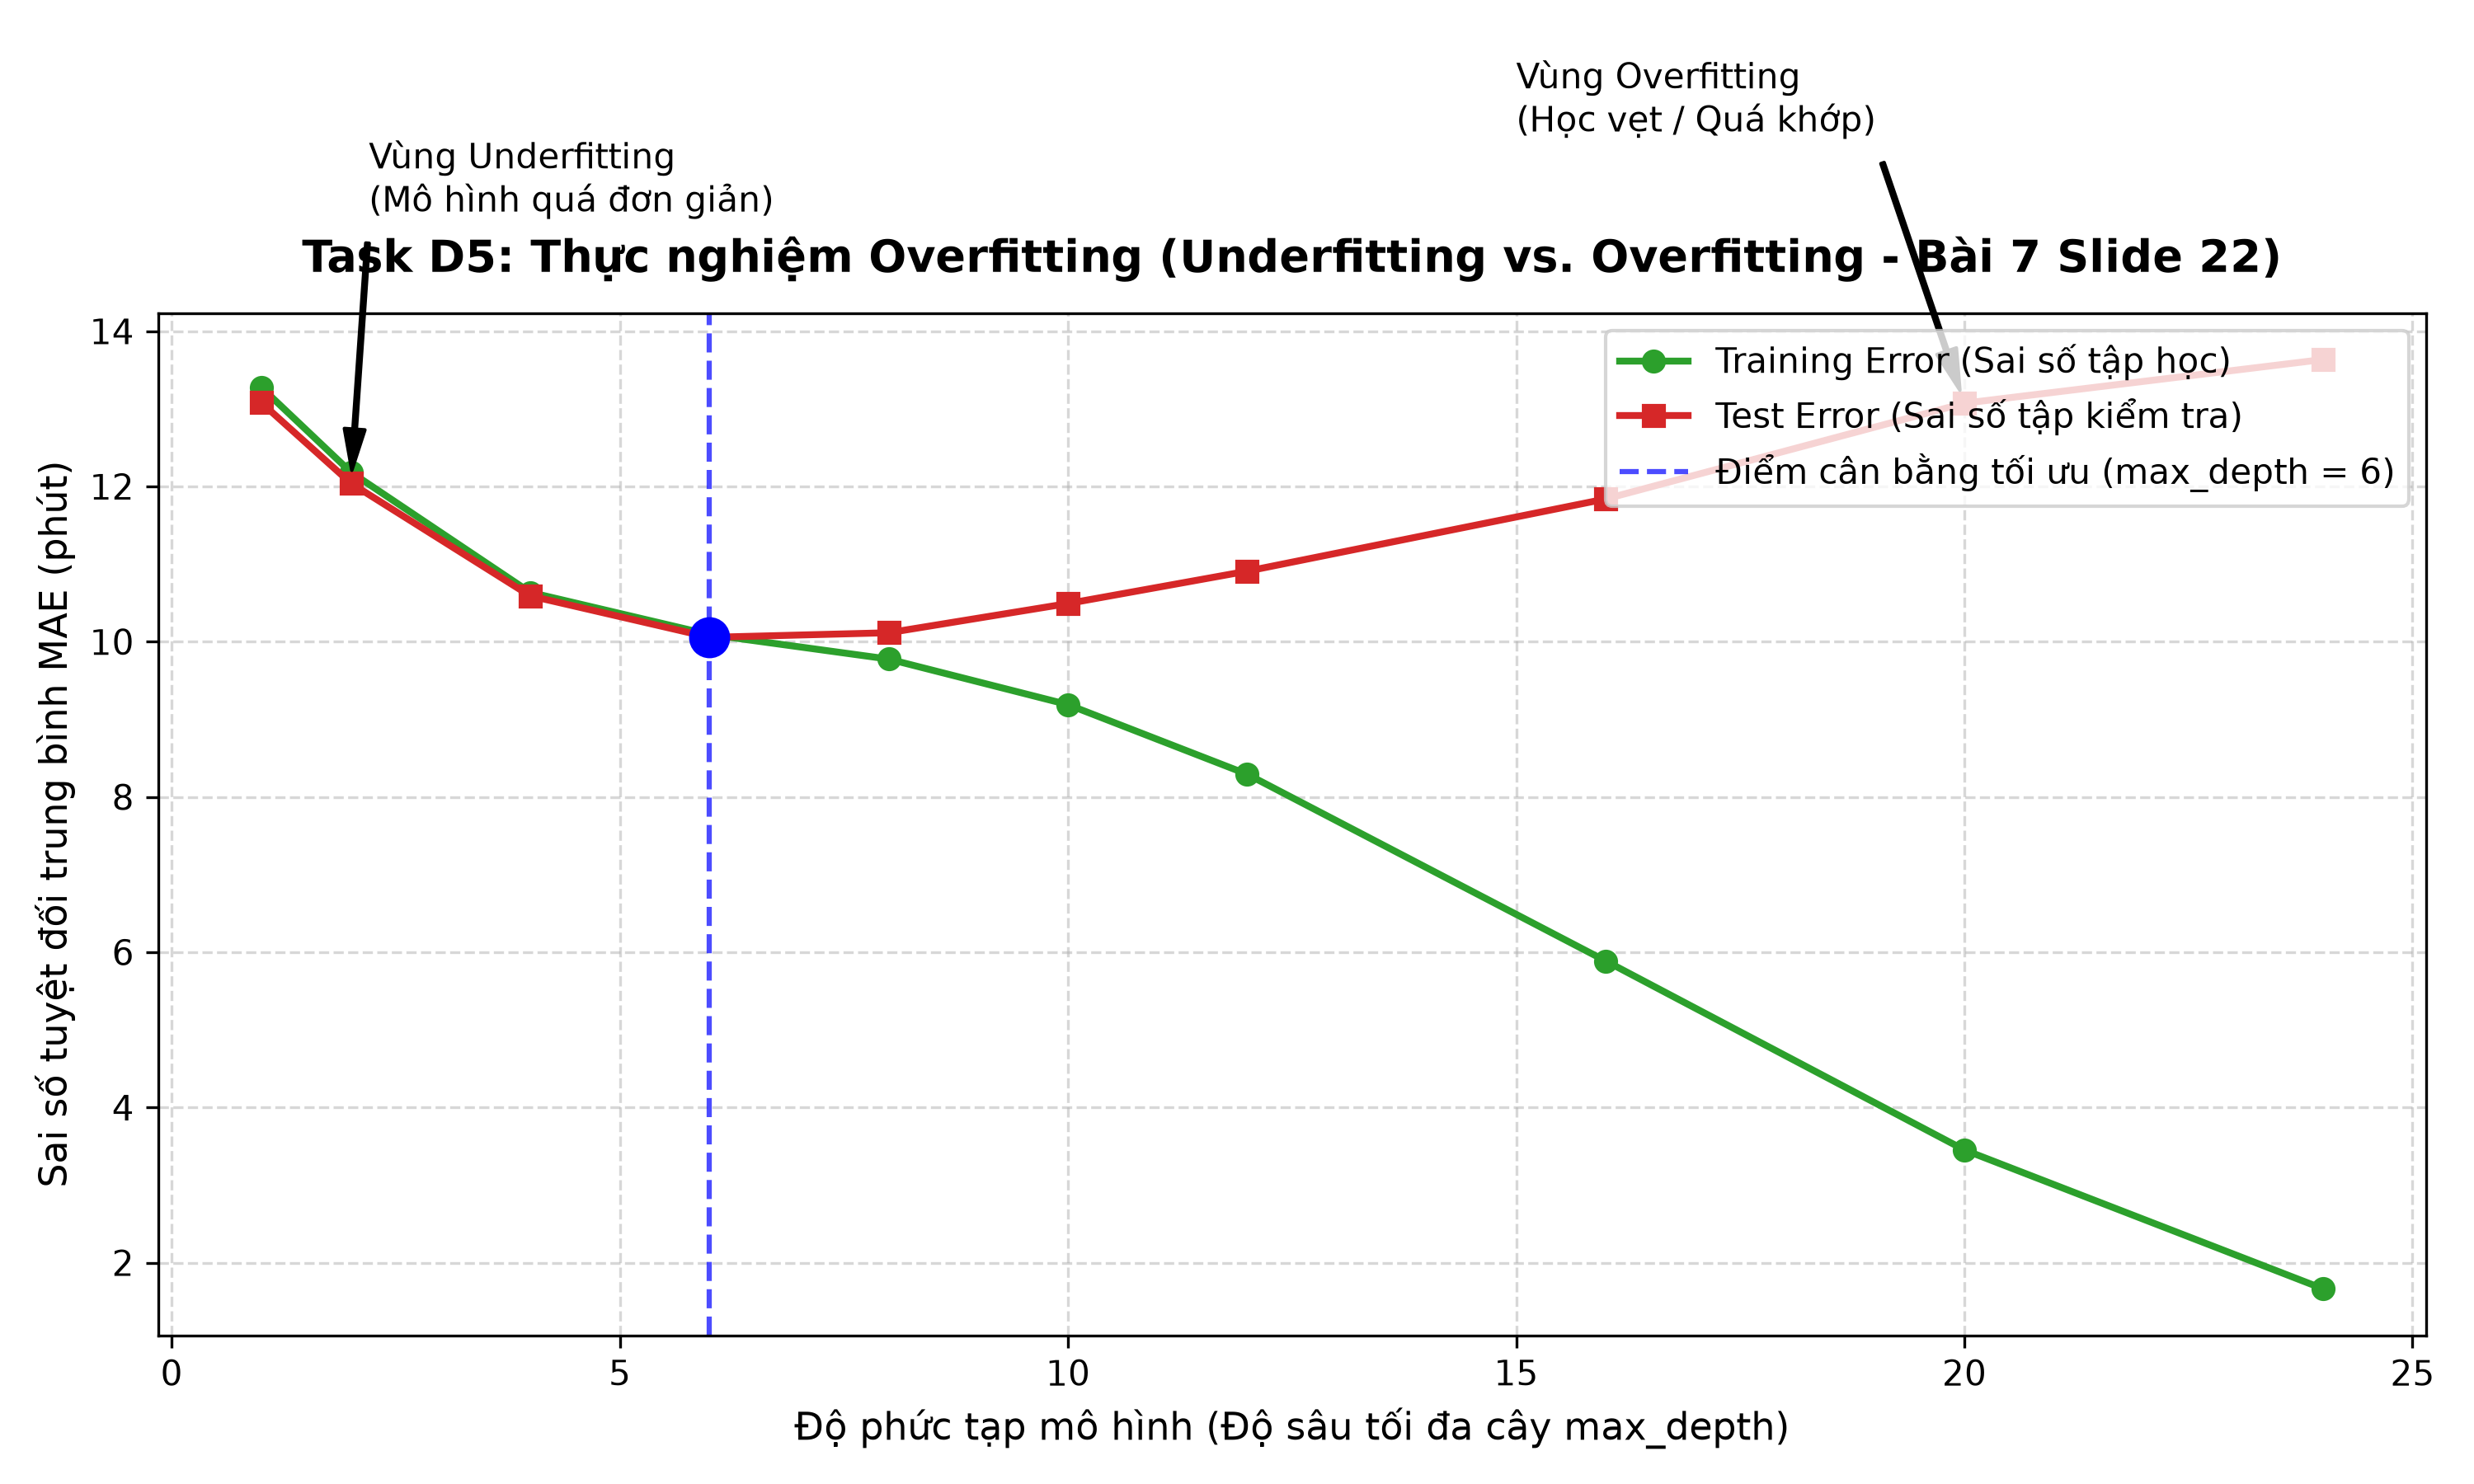 Vùng Overfitting
(Học vẹt / Quá khớp)
Vùng Underfitting
(Mô hình quá đơn giản)
Task D5: Thực nghiệm Overfitting (Underfitting vs. Overfitting - Bài 7 Slide 22)
Training Error (Sai số tập học)
Test Error (Sai số tập kiểm tra)
Điểm cân bằng tối ưu (max_depth = 6)
Sai số tuyệt đối trung bình MAE (phút)
14
12
10
8
6
4
2
0 5 10 15 20 25
Độ phức tạp mô hình (Độ sâu tối đa cây max_depth)